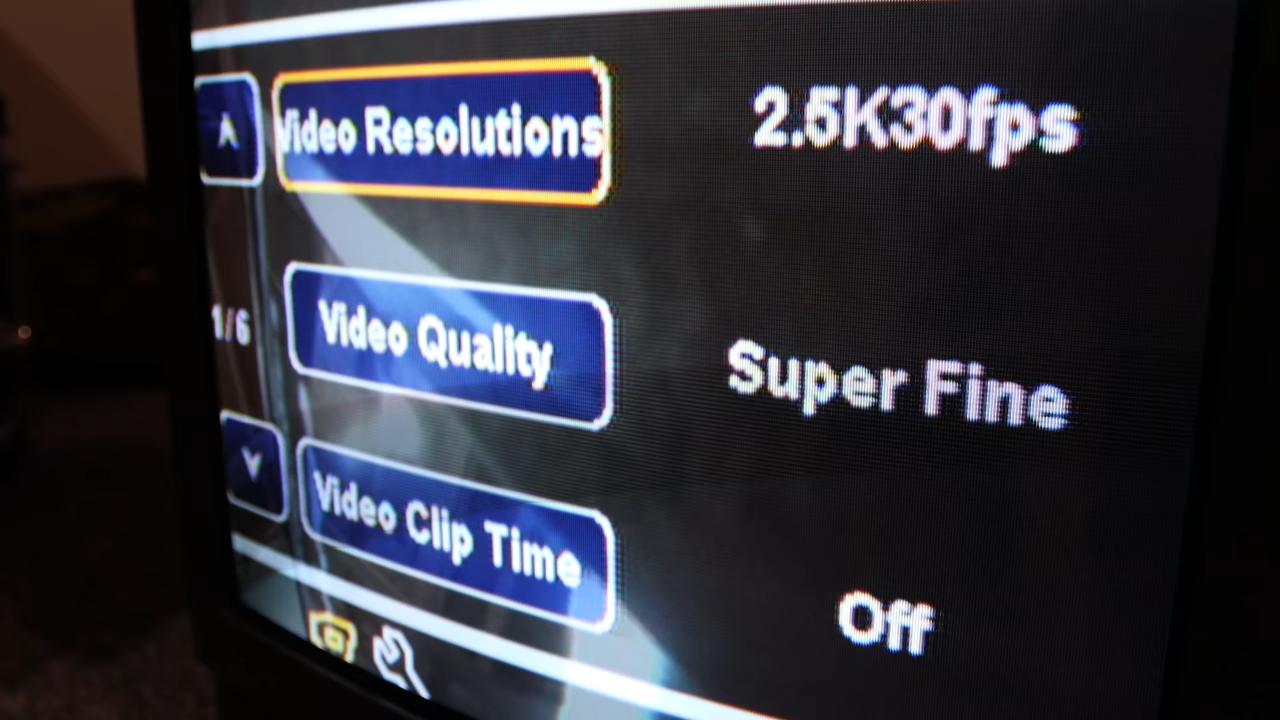 Video Resolutions 2.5K30fps
1/6
Video Quality Super Fine
Video Clip Time Off